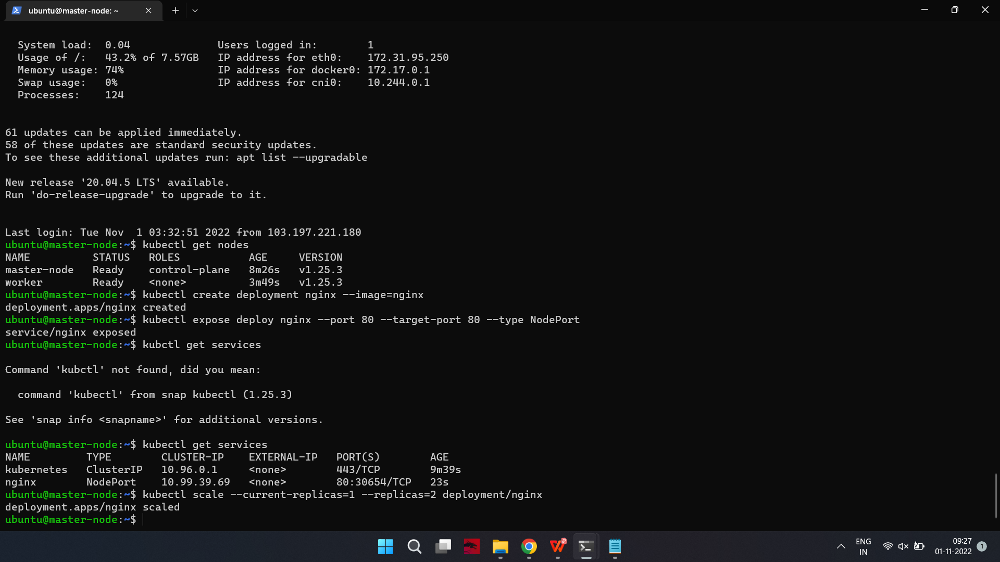 ubuntu@master-node: ~
System load:  0.04              Users logged in:        1
Usage of /:   43.2% of 7.57GB   IP address for eth0:    172.31.95.250
Memory usage: 74%               IP address for docker0: 172.17.0.1
Swap usage:   0%                IP address for cni0:    10.244.0.1
Processes:    124
61 updates can be applied immediately.
58 of these updates are standard security updates.
To see these additional updates run: apt list --upgradable
New release '20.04.5 LTS' available.
Run 'do-release-upgrade' to upgrade to it.
Last login: Tue Nov  1 03:32:51 2022 from 103.197.221.180
ubuntu@master-node:~$ kubectl get nodes
NAME          STATUS   ROLES           AGE     VERSION
master-node   Ready    control-plane   8m26s   v1.25.3
worker        Ready    <none>          3m49s   v1.25.3
ubuntu@master-node:~$ kubectl create deployment nginx --image=nginx
deployment.apps/nginx created
ubuntu@master-node:~$ kubectl expose deploy nginx --port 80 --target-port 80 --type NodePort
service/nginx exposed
ubuntu@master-node:~$ kubctl get services
Command 'kubctl' not found, did you mean:
command 'kubectl' from snap kubectl (1.25.3)
See 'snap info <snapname>' for additional versions.
ubuntu@master-node:~$ kubectl get services
NAME         TYPE        CLUSTER-IP    EXTERNAL-IP   PORT(S)        AGE
kubernetes   ClusterIP   10.96.0.1     <none>        443/TCP        9m39s
nginx        NodePort    10.99.39.69   <none>        80:30654/TCP   23s
ubuntu@master-node:~$ kubectl scale --current-replicas=1 --replicas=2 deployment/nginx
deployment.apps/nginx scaled
ubuntu@master-node:~$
ENG
IN
09:27
01-11-2022
1